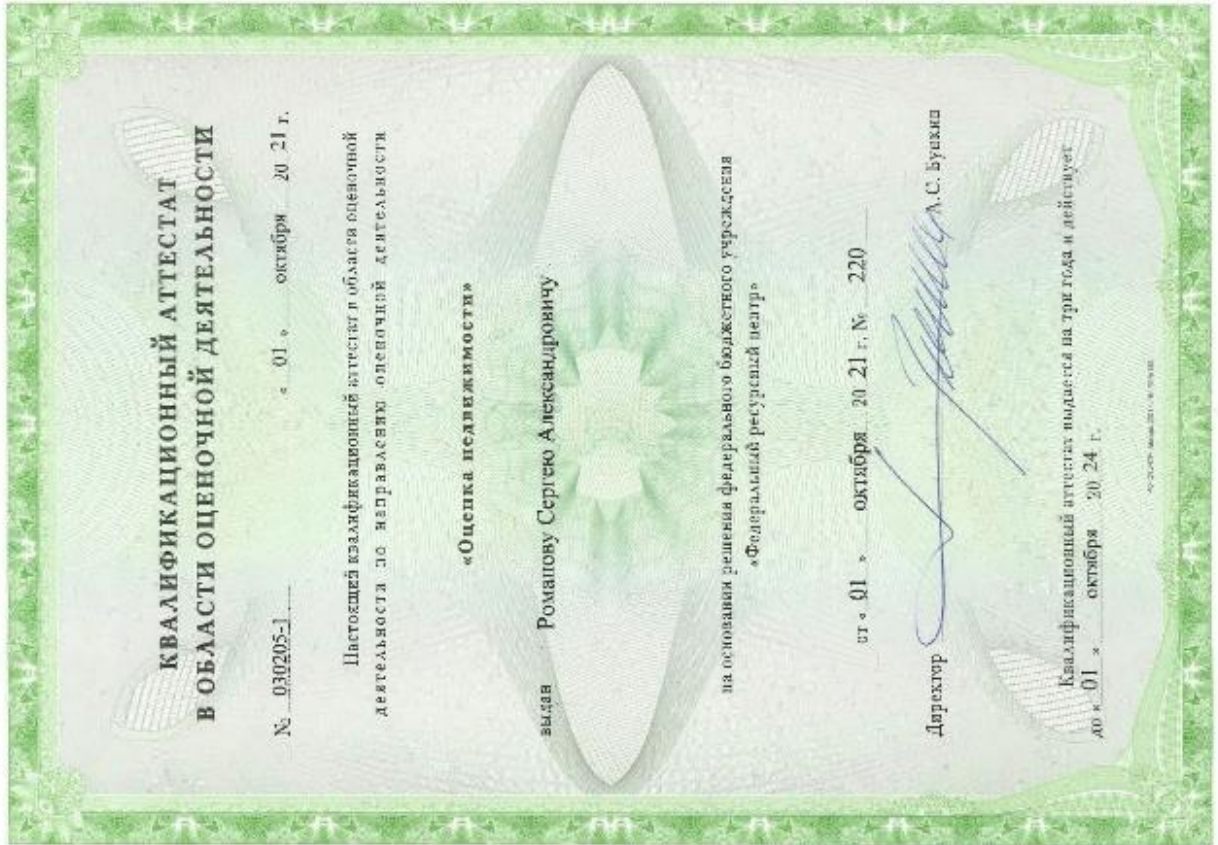 КВАЛИФИКАЦИОННЫЙ АТТЕСТАТ
В ОБЛАСТИ ОЦЕНОЧНОЙ ДЕЯТЕЛЬНОСТИ
№ 030205-1 « 01 » октября 20 21 г.
Настоящий квалификационный аттестат в области оценочной
деятельности по направлению оценочной деятельности
«Оценка недвижимости»
выдан Романову Сергею Александровичу
на основании решения федерального бюджетного учреждения
«Федеральный ресурсный центр»
от « 01 » октября 20 21 г. № 220
Директор А.С. Бункин
Квалификационный аттестат выдается на три года и действует
до « 01 » октября 20 24 г.